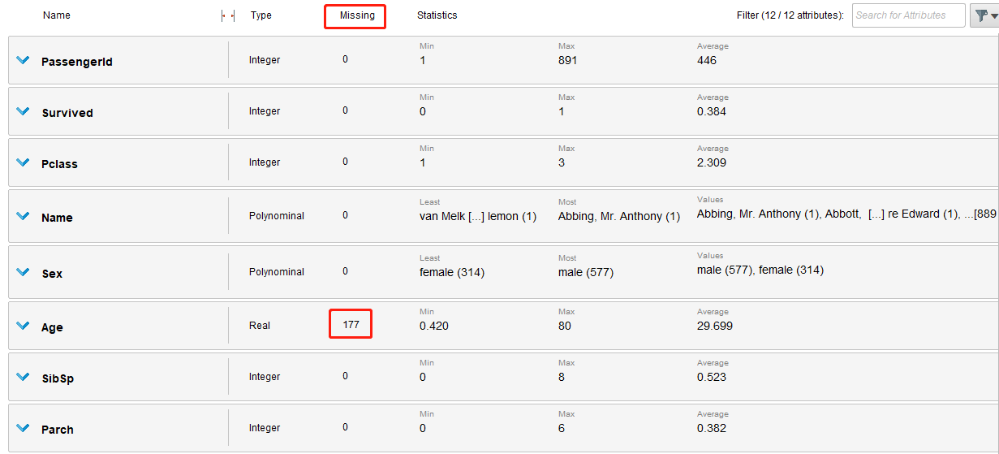 Name Type Missing Statistics Filter (12 / 12 attributes): Search for Attributes
Min Max Average
PassengerId Integer 0 1 891 446
Min Max Average
Survived Integer 0 0 1 0.384
Min Max Average
Pclass Integer 0 1 3 2.309
Least Most Values
Name Polynominal 0 van Melk [...] lemon (1) Abbing, Mr. Anthony (1) Abbing, Mr. Anthony (1), Abbott, [...] re Edward (1), ...[889
Least Most Values
Sex Polynominal 0 female (314) male (577) male (577), female (314)
Min Max Average
Age Real 177 0.420 80 29.699
Min Max Average
SibSp Integer 0 0 8 0.523
Min Max Average
Parch Integer 0 0 6 0.382